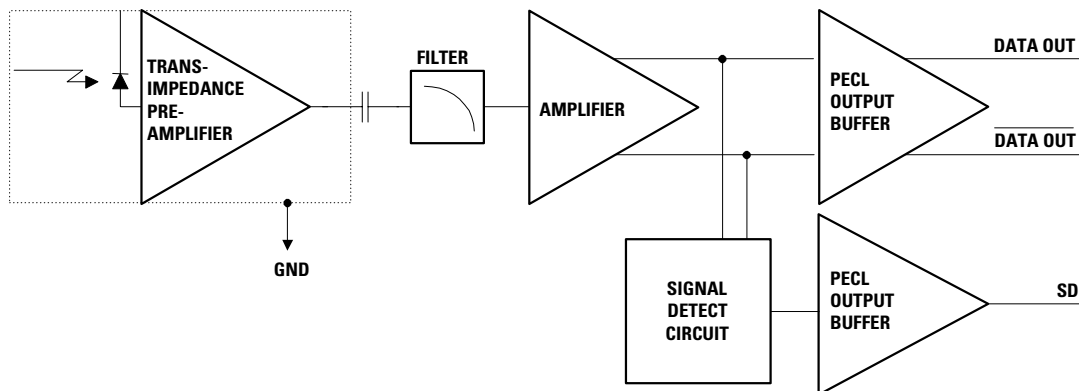 TRANS-
IMPEDANCE
PRE-
AMPLIFIER
GND
FILTER
AMPLIFIER
PECL
OUTPUT
BUFFER
DATA OUT
DATA OUT
SIGNAL
DETECT
CIRCUIT
PECL
OUTPUT
BUFFER
SD